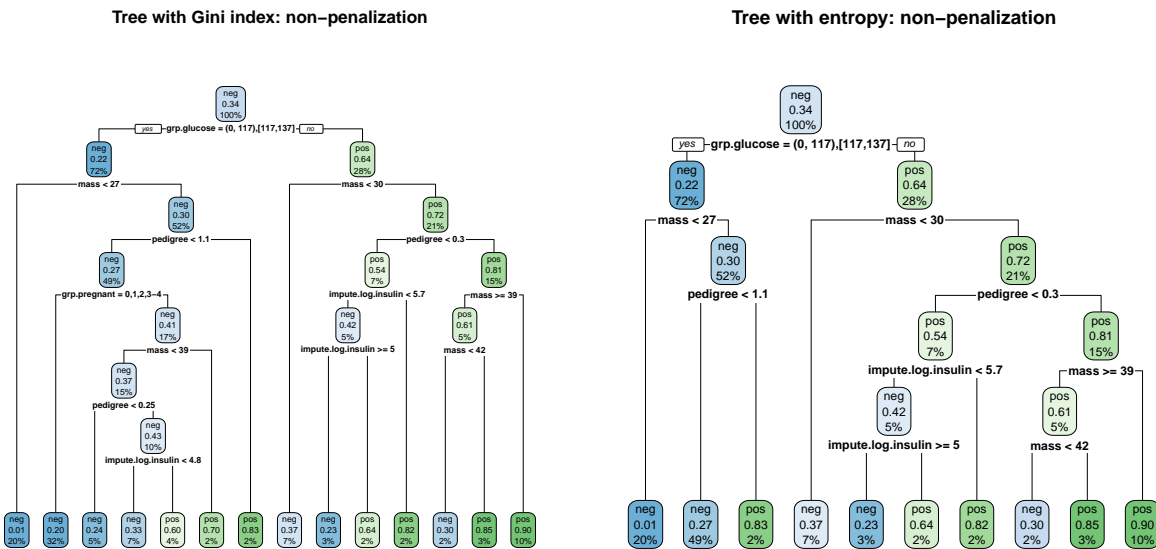 Tree with Gini index: non−penalization
neg
0.34
100%
yes
grp.glucose = (0, 117),[117,137]
no
neg
0.22
72%
pos
0.64
28%
mass < 27
mass < 30
neg
0.30
52%
pos
0.72
21%
pedigree < 1.1
pedigree < 0.3
neg
0.27
49%
pos
0.54
7%
pos
0.81
15%
grp.pregnant = 0,1,2,3−4
impute.log.insulin < 5.7
mass >= 39
neg
0.41
17%
neg
0.42
5%
pos
0.61
5%
mass < 39
impute.log.insulin >= 5
mass < 42
neg
0.37
15%
pedigree < 0.25
neg
0.43
10%
impute.log.insulin < 4.8
neg
0.01
20%
neg
0.20
32%
neg
0.24
5%
neg
0.33
7%
pos
0.60
4%
pos
0.70
2%
pos
0.83
2%
neg
0.37
7%
neg
0.23
3%
pos
0.64
2%
pos
0.82
2%
neg
0.30
2%
pos
0.85
3%
pos
0.90
10%
Tree with entropy: non−penalization
neg
0.34
100%
yes
grp.glucose = (0, 117),[117,137]
no
neg
0.22
72%
pos
0.64
28%
mass < 27
mass < 30
neg
0.30
52%
pos
0.72
21%
pedigree < 1.1
pedigree < 0.3
pos
0.54
7%
pos
0.81
15%
impute.log.insulin < 5.7
mass >= 39
neg
0.42
5%
pos
0.61
5%
impute.log.insulin >= 5
mass < 42
neg
0.01
20%
neg
0.27
49%
pos
0.83
2%
neg
0.37
7%
neg
0.23
3%
pos
0.64
2%
pos
0.82
2%
neg
0.30
2%
pos
0.85
3%
pos
0.90
10%